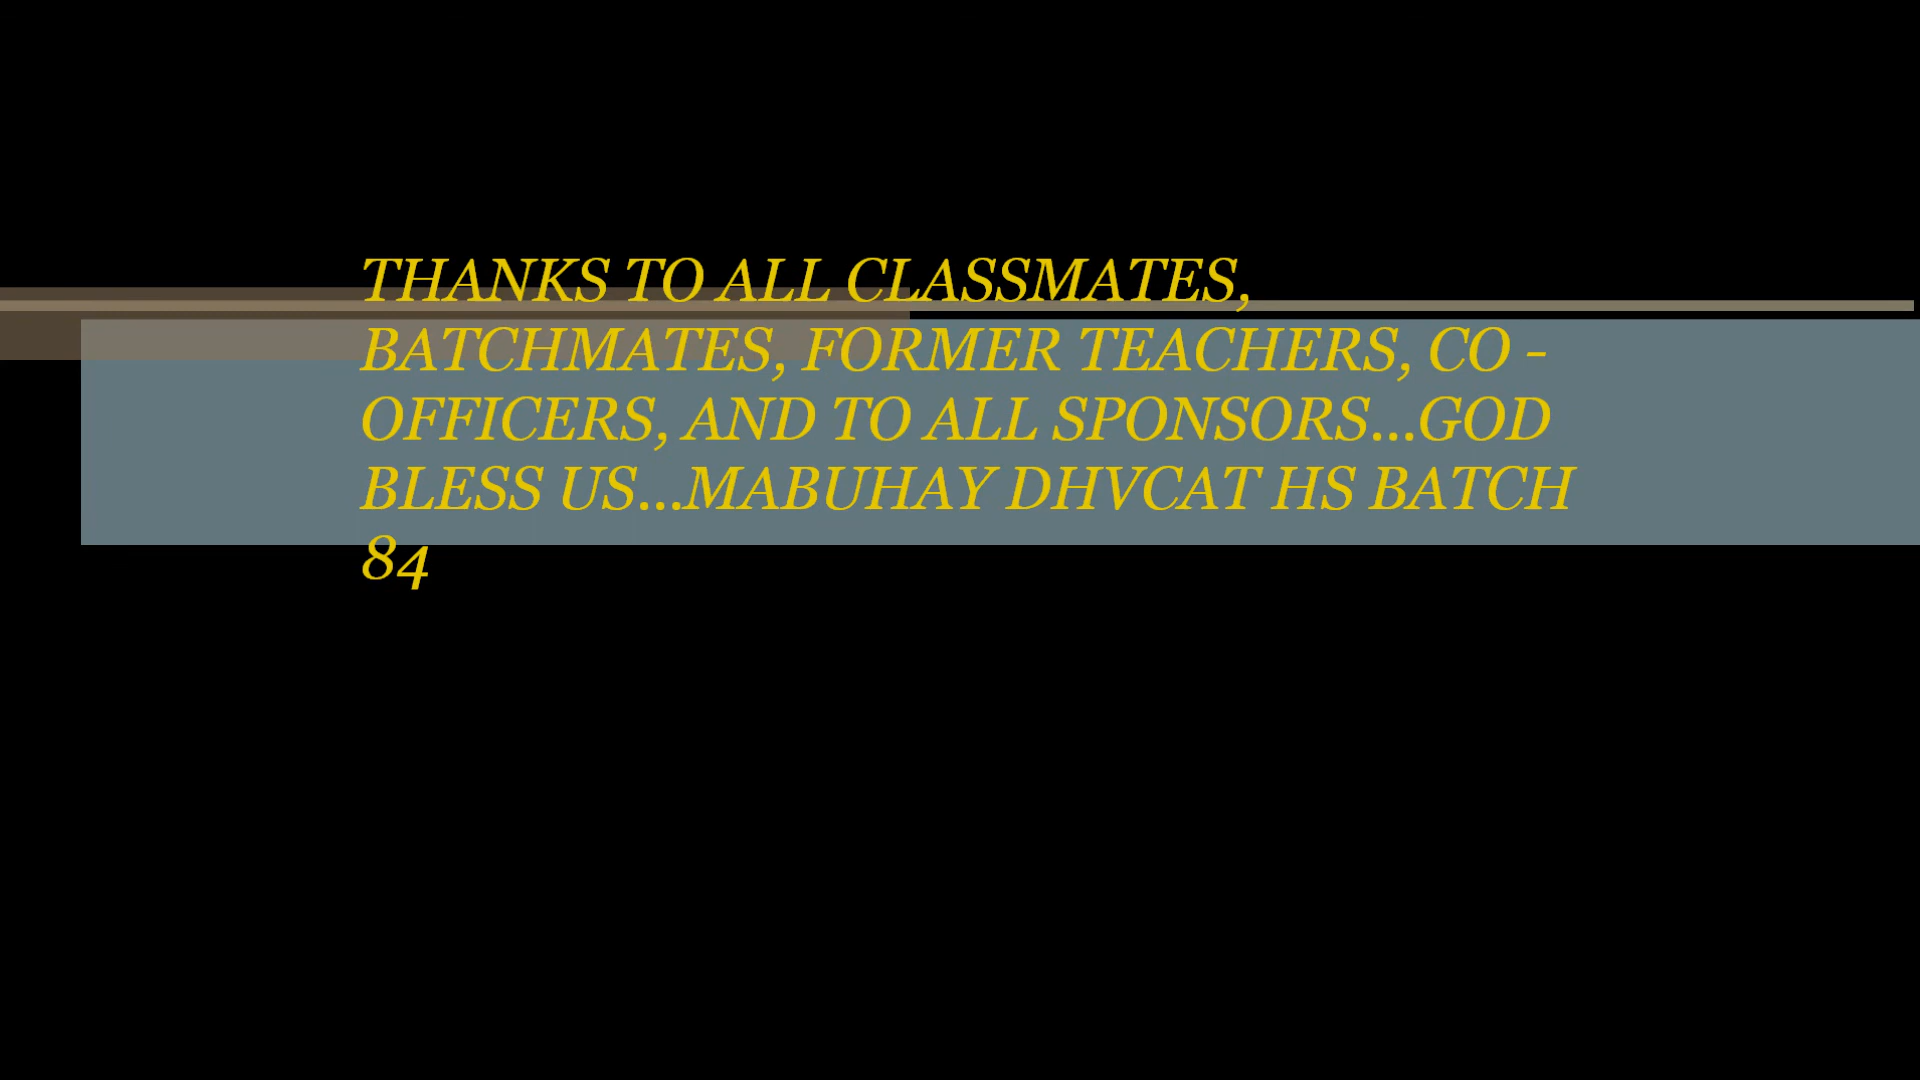 THANKS TO ALL CLASSMATES,
BATCHMATES, FORMER TEACHERS, CO -
OFFICERS, AND TO ALL SPONSORS...GOD
BLESS US...MABUHAY DHVCAT HS BATCH
84